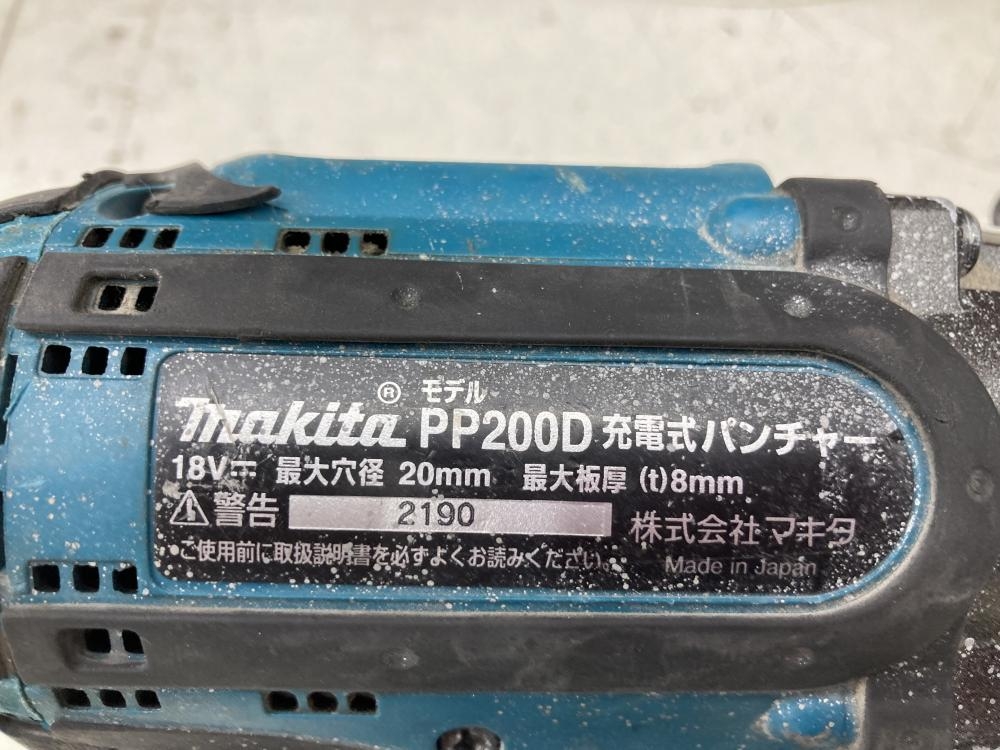 モデル
makita® PP200D 充電式パンチャー
18V⎓ 最大穴径 20mm 最大板厚 (t)8mm
⚠警告 2190 株式会社 マキタ
•ご使用前に取扱説明書を必ずよくお読みください。 Made in Japan